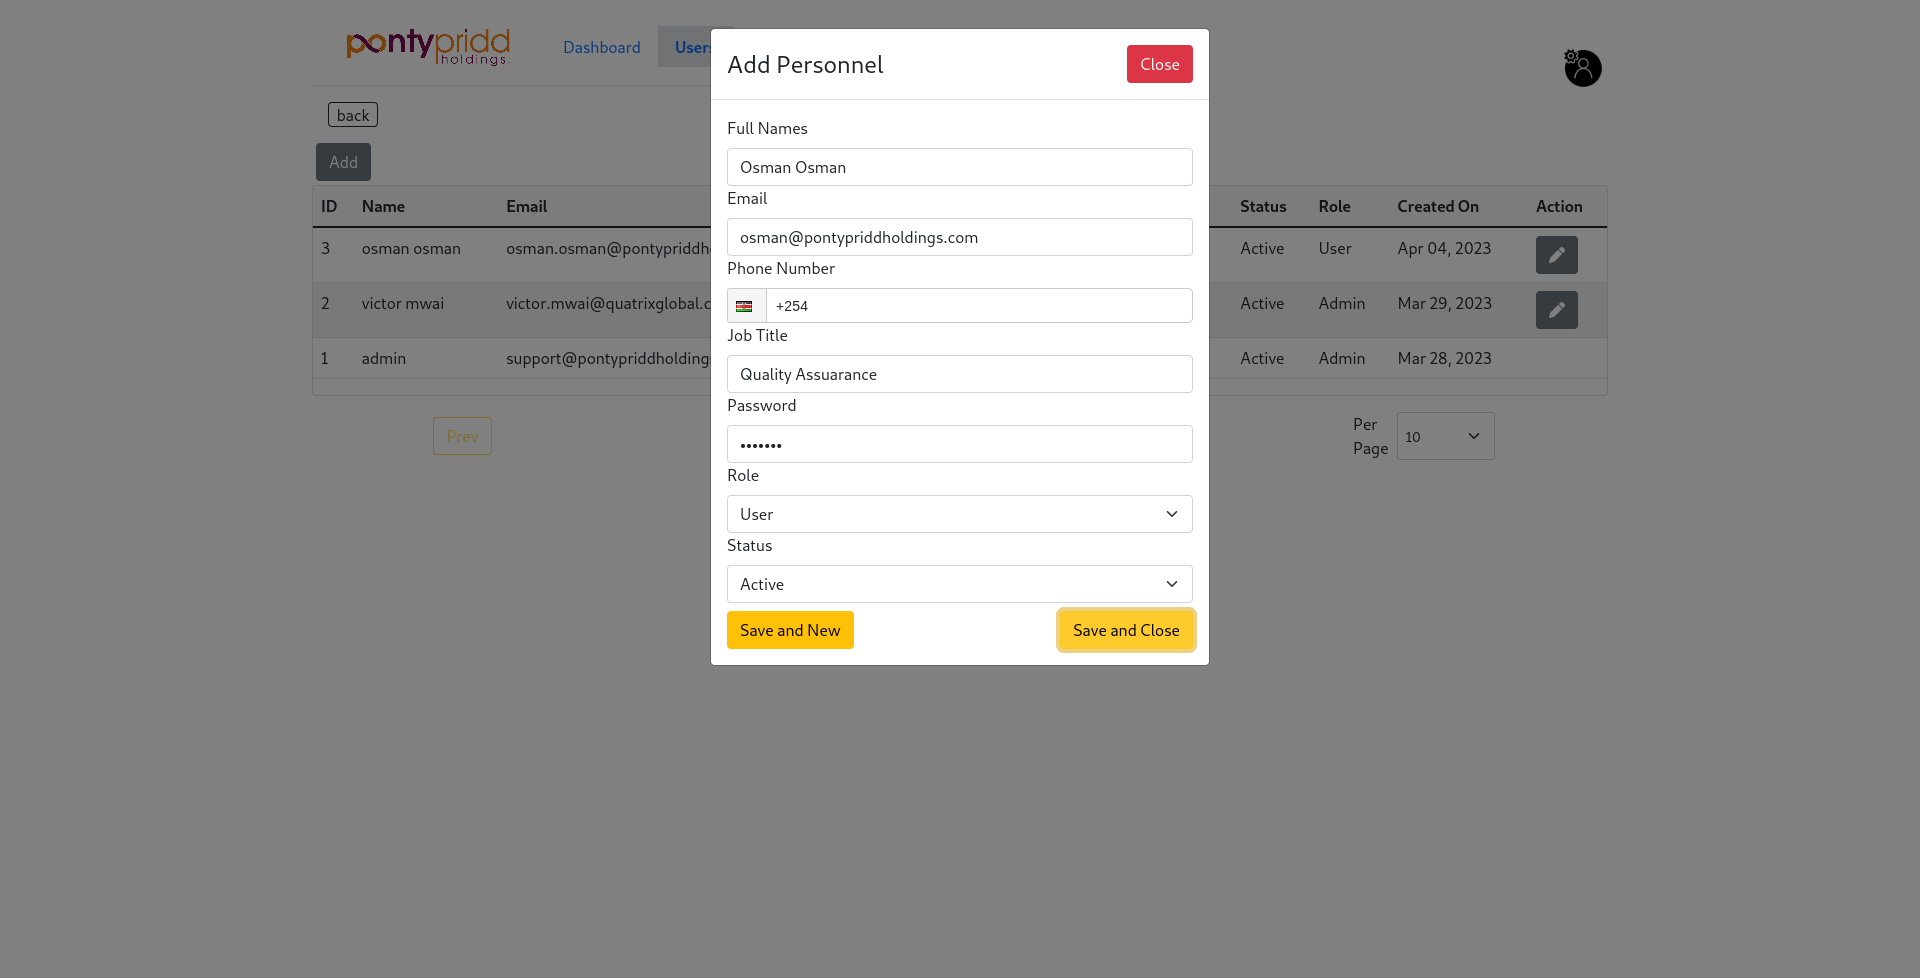 pontypridd
holdings
Dashboard
Users
Add Personnel
Close
back
Full Names
Add
Osman Osman
Email
osman@pontypriddholdings.com
Phone Number
+254
Job Title
Quality Assuarance
Password
•••••••
Role
User
Status
Active
Save and New
Save and Close
ID Name Email Status Role Created On Action
3 osman osman osman.osman@pontypriddh Active User Apr 04, 2023
2 victor mwai victor.mwai@quatrixglobal.c Active Admin Mar 29, 2023
1 admin support@pontypriddholding Active Admin Mar 28, 2023
Prev
Per
Page
10